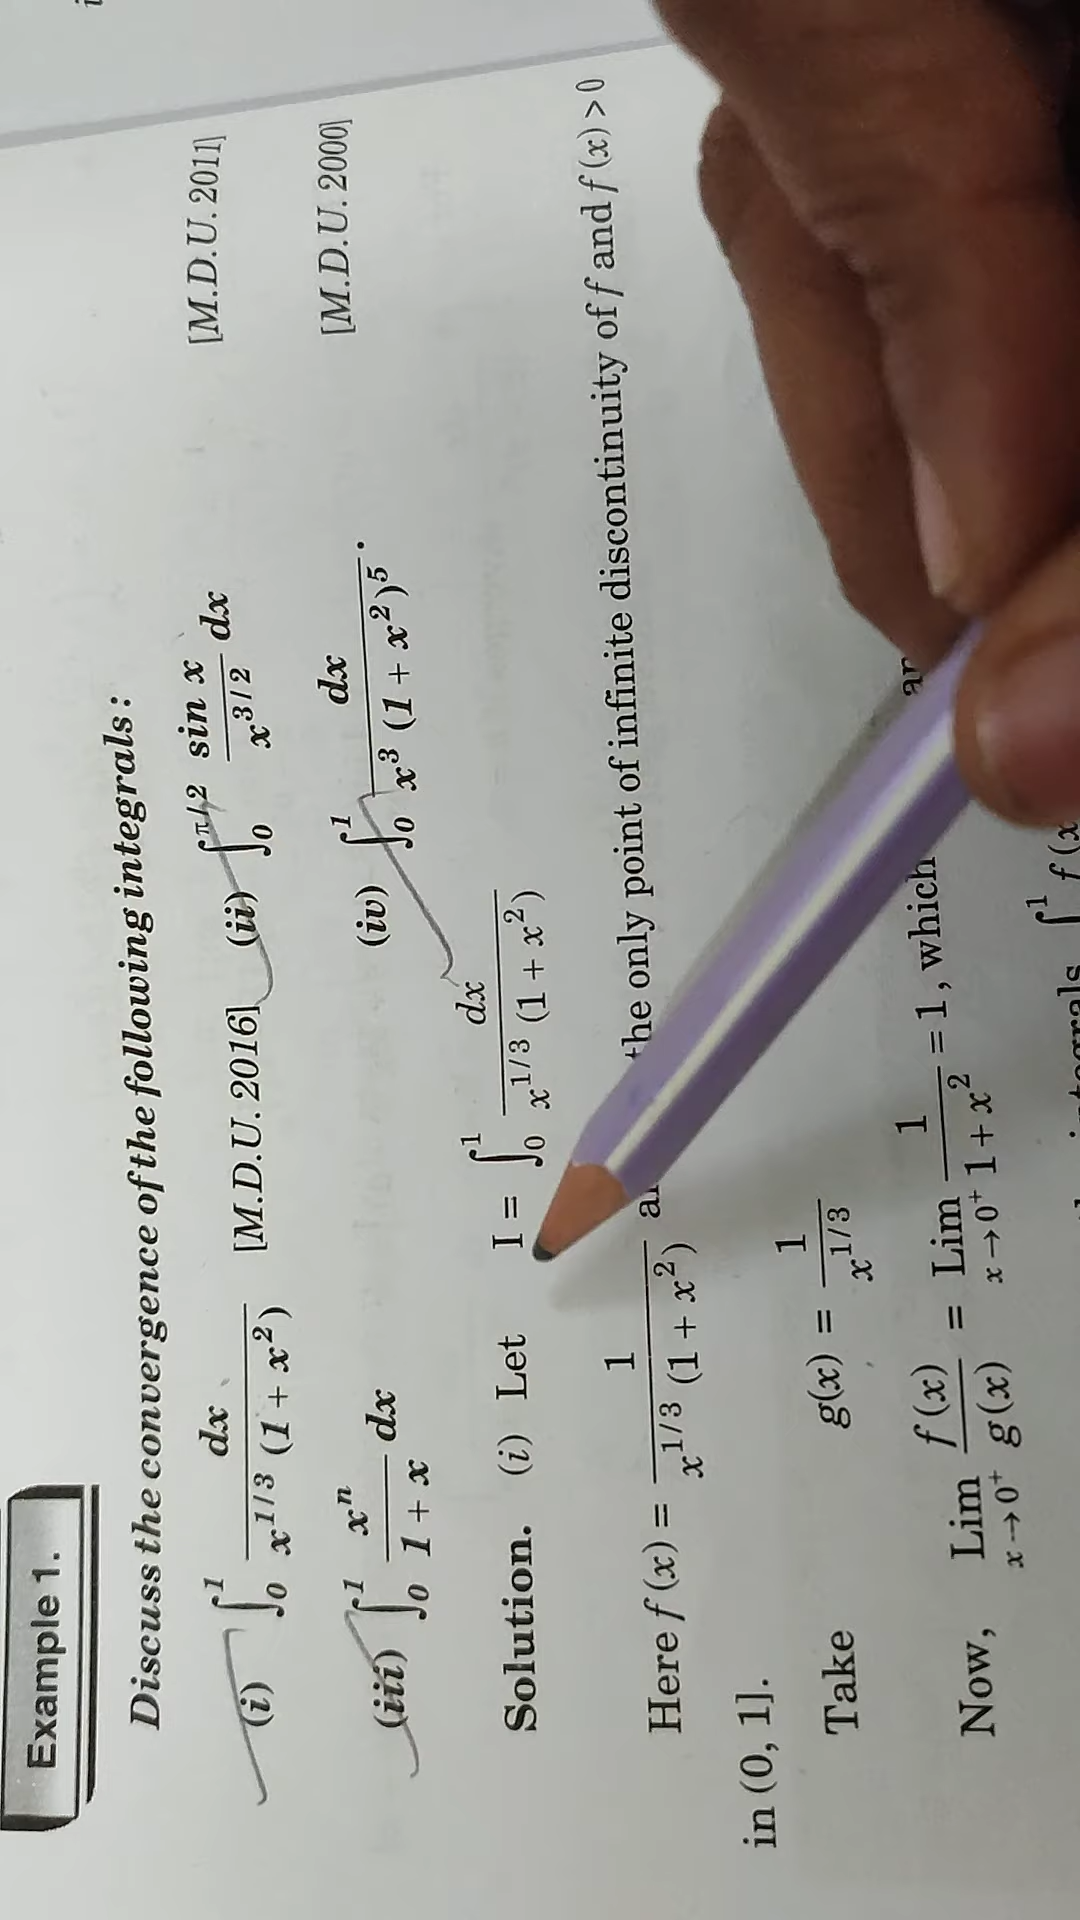 Example 1.
Discuss the convergence of the following integrals:
(i) ∫₀¹ dx / (x^{1/3} (1 + x²)) [M.D.U. 2016] (ii) ∫₀^{π/2} sin x / x^{3/2} dx [M.D.U. 2011]
(iii) ∫₀¹ xⁿ / (1 + x) dx (iv) ∫₀¹ dx / (x³ (1 + x²)⁵). [M.D.U. 2000]
Solution. (i) Let I = ∫₀¹ dx / (x^{1/3} (1 + x²))
Here f (x) = 1 / (x^{1/3} (1 + x²)) the only point of infinite discontinuity of f and f (x) > 0
in (0, 1].
Take g(x) = 1 / x^{1/3}
Now, Lim_{x→0⁺} f (x) / g(x) = Lim_{x→0⁺} 1 / (1 + x²) = 1, which
∫¹ f (x